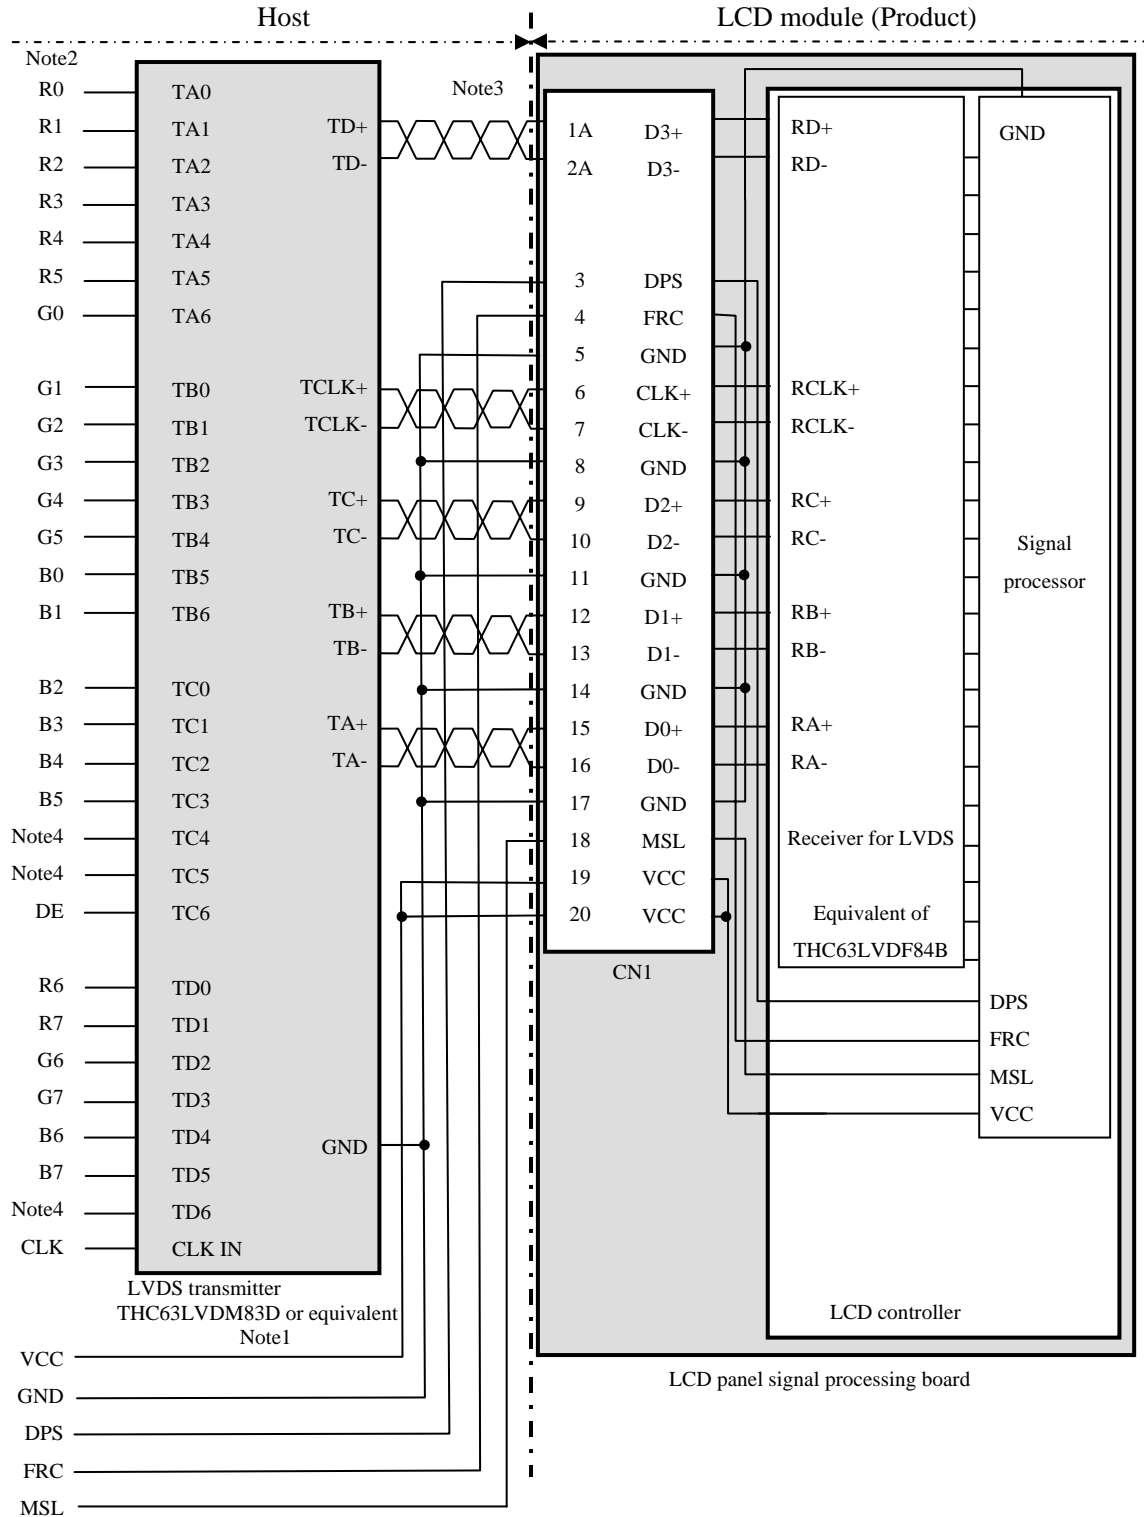 Host
LCD module (Product)
Note2
Note3
R0 TA0
R1 TA1 TD+ 1A D3+ RD+ GND
R2 TA2 TD- 2A D3- RD-
R3 TA3
R4 TA4
R5 TA5 3 DPS
G0 TA6 4 FRC
5 GND
G1 TB0 TCLK+ 6 CLK+ RCLK+
G2 TB1 TCLK- 7 CLK- RCLK-
G3 TB2 8 GND
G4 TB3 TC+ 9 D2+ RC+
G5 TB4 TC- 10 D2- RC- Signal
B0 TB5 11 GND processor
B1 TB6 TB+ 12 D1+ RB+
TB- 13 D1- RB-
B2 TC0 14 GND
B3 TC1 TA+ 15 D0+ RA+
B4 TC2 TA- 16 D0- RA-
B5 TC3 17 GND
Note4 TC4 18 MSL Receiver for LVDS
Note4 TC5 19 VCC
DE TC6 20 VCC Equivalent of
THC63LVDF84B
CN1
R6 TD0
DPS
R7 TD1
FRC
G6 TD2
MSL
G7 TD3
VCC
B6 TD4 GND
B7 TD5
Note4 TD6
CLK CLK IN
LVDS transmitter
THC63LVDM83D or equivalent
Note1
LCD controller
VCC
LCD panel signal processing board
GND
DPS
FRC
MSL